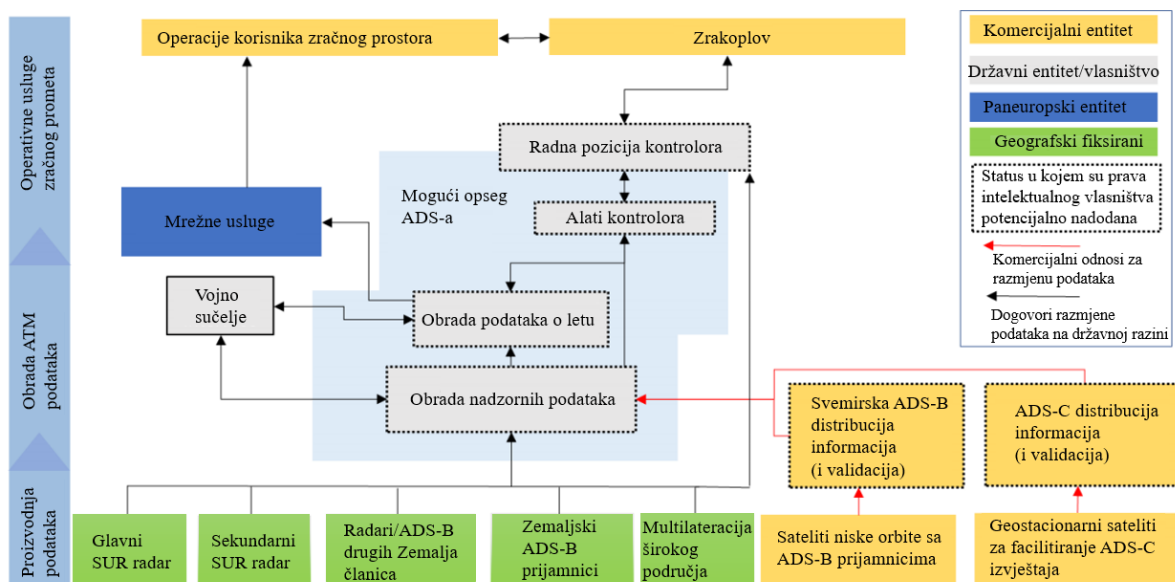 Operativne usluge
zračnog prometa
Obrada ATM
podataka
Proizvodnja
podataka
Operacije korisnika zračnog prostora
Zrakoplov
Radna pozicija kontrolora
Mogući opseg
ADS-a
Alati kontrolora
Mrežne usluge
Vojno
sučelje
Obrada podataka o letu
Obrada nadzornih podataka
Svemirska ADS-B
distribucija
informacija
(i validacija)
ADS-C distribucija
informacija
(i validacija)
Glavni
SUR radar
Sekundarni
SUR radar
Radari/ADS-B
drugih Zemalja
članica
Zemaljski
ADS-B
prijamnici
Multilateracija
širokog
područja
Sateliti niske orbite sa
ADS-B prijamnicima
Geostacionarni sateliti
za facilitiranje ADS-C
izvještaja
Komercijalni entitet
Državni entitet/vlasništvo
Paneuropski entitet
Geografski fiksirani
Status u kojem su prava
intelektualnog vlasništva
potencijalno nadodana
Komercijalni odnosi za
razmjenu podataka
Dogovori razmjene
podataka na državnoj razini